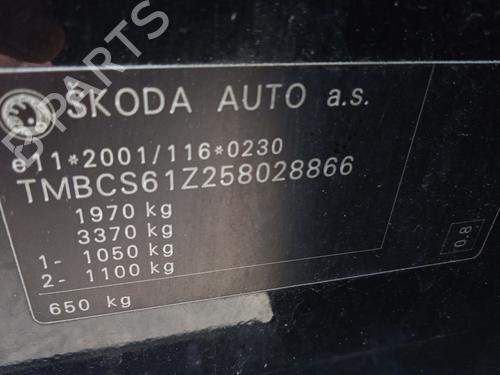 B-PARTS
ŠKODA AUTO a.s.
e11*2001/116*0230
TMBCS61Z258028866
1970 kg
3370 kg
1- 1050 kg
2- 1100 kg
0.8
650 kg